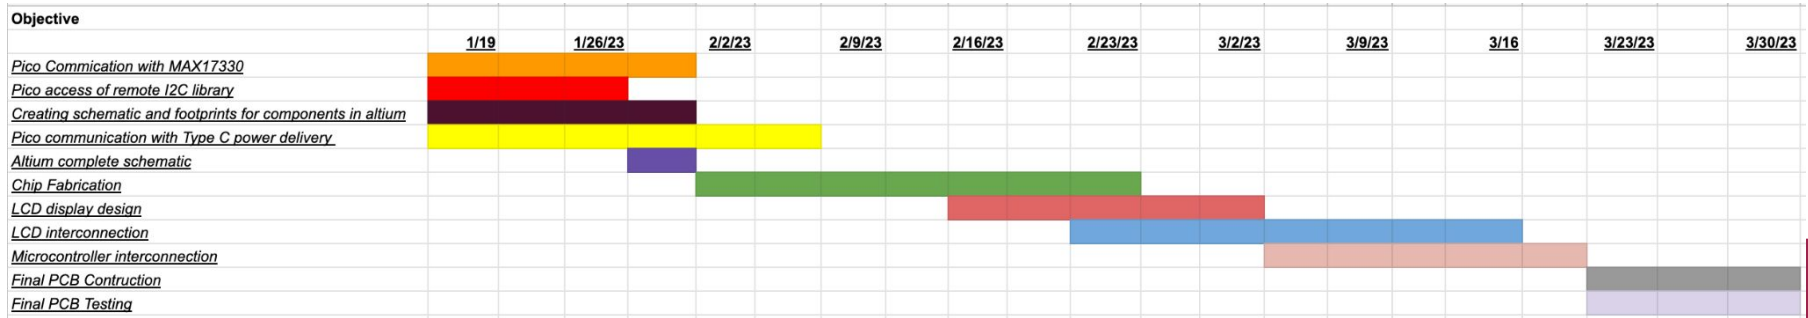 Objective
1/19 1/26/23 2/2/23 2/9/23 2/16/23 2/23/23 3/2/23 3/9/23 3/16 3/23/23 3/30/23
Pico Commication with MAX17330
Pico access of remote I2C library
Creating schematic and footprints for components in altium
Pico communication with Type C power delivery
Altium complete schematic
Chip Fabrication
LCD display design
LCD interconnection
Microcontroller interconnection
Final PCB Contruction
Final PCB Testing